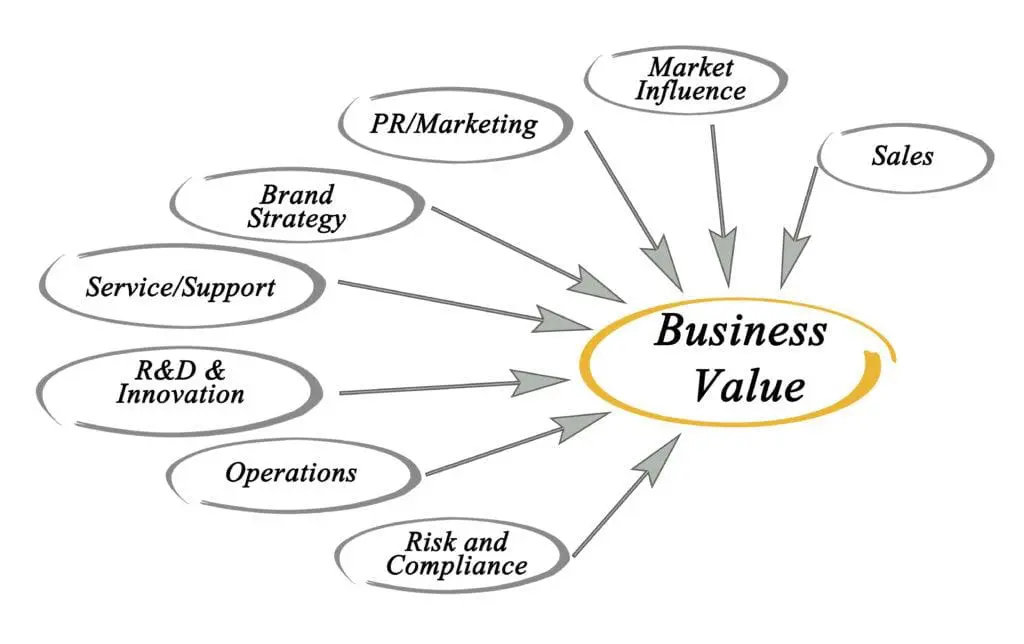 Market
Influence
PR/Marketing
Sales
Brand
Strategy
Service/Support
Business
Value
R&D &
Innovation
Operations
Risk and
Compliance